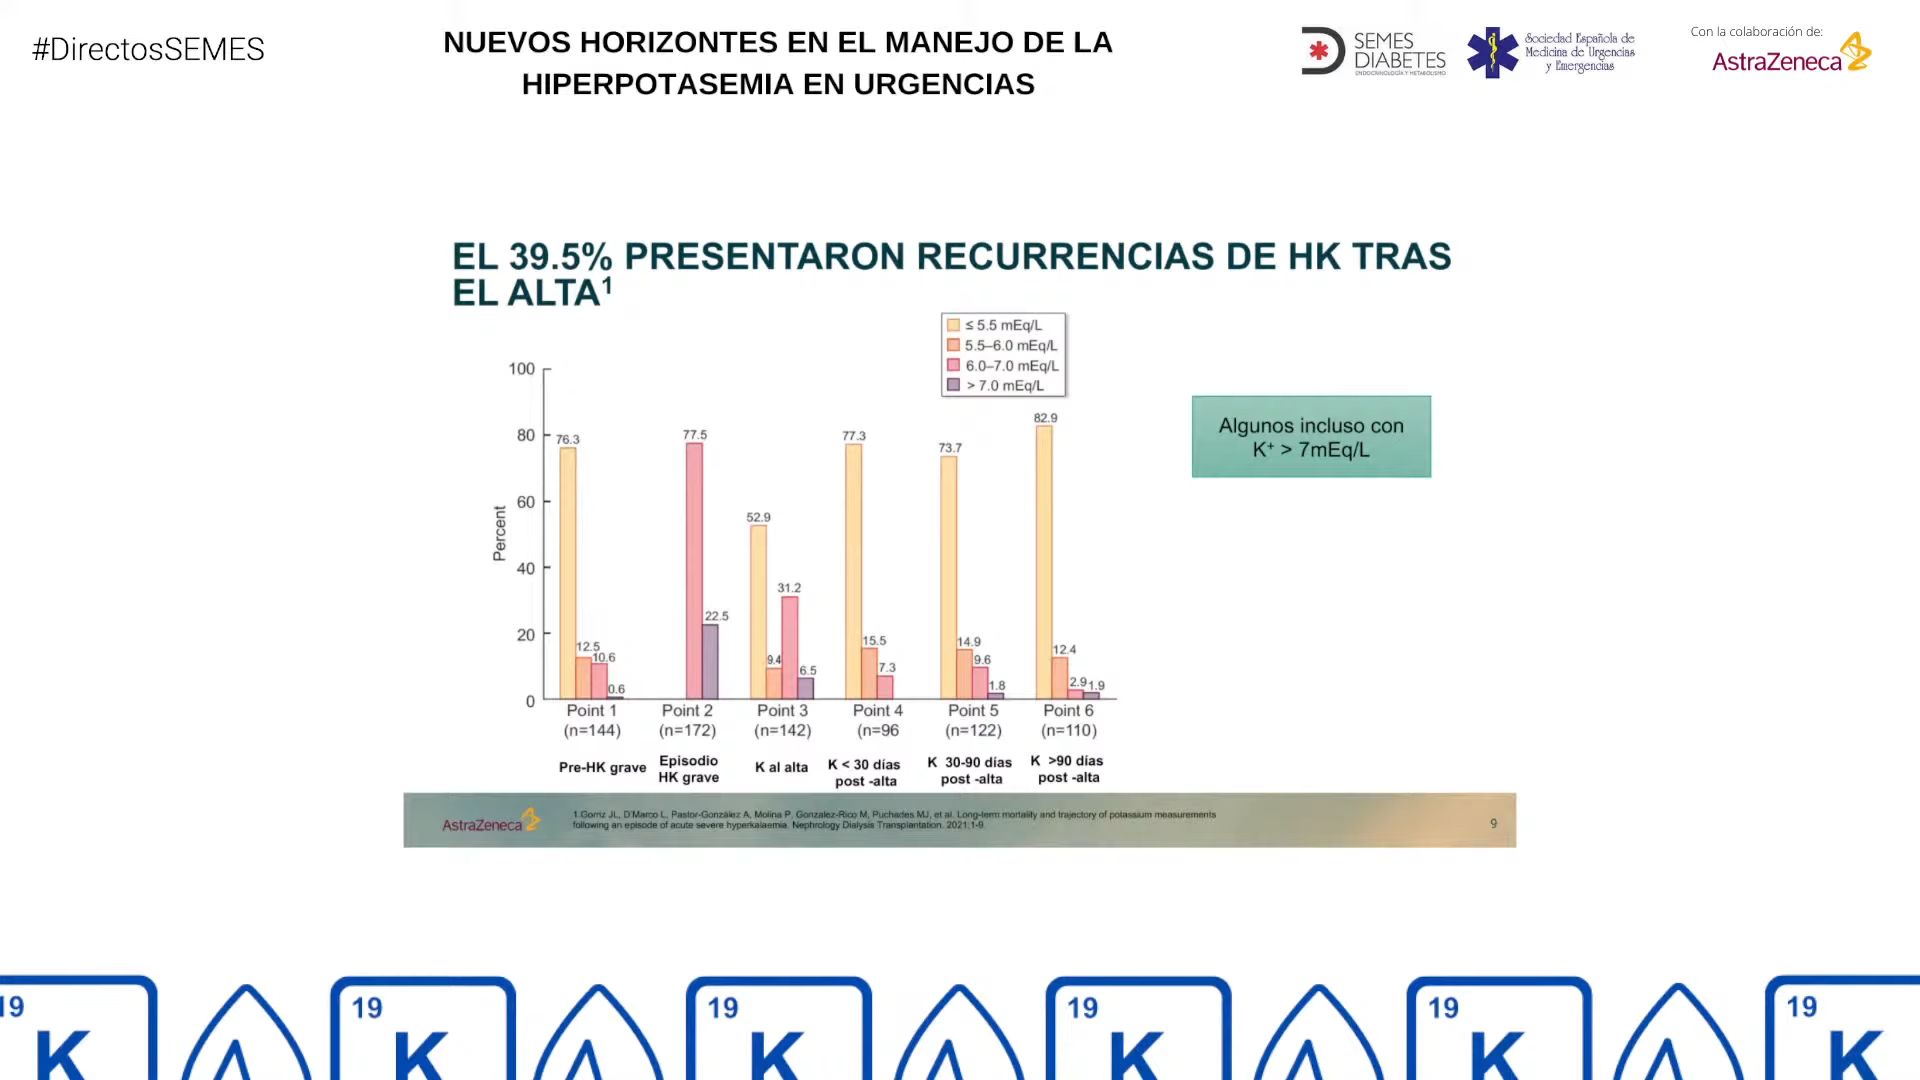 #DirectosSEMES
NUEVOS HORIZONTES EN EL MANEJO DE LA
HIPERPOTASEMIA EN URGENCIAS
SEMES
DIABETES
ENDOCRINOLOGÍA Y METABOLISMO
Sociedad Española de
Medicina de Urgencias
y Emergencias
Con la colaboración de:
AstraZeneca
EL 39.5% PRESENTARON RECURRENCIAS DE HK TRAS
EL ALTA¹
≤ 5.5 mEq/L
5.5–6.0 mEq/L
6.0–7.0 mEq/L
> 7.0 mEq/L
Algunos incluso con
K⁺ > 7mEq/L
Percent
100
80
60
40
20
0
76.3
12.5
10.6
0.6
77.5
22.5
52.9
9.4
31.2
6.5
77.3
15.5
7.3
73.7
14.9
9.6
1.8
82.9
12.4
2.9
1.9
Point 1
(n=144)
Point 2
(n=172)
Point 3
(n=142)
Point 4
(n=96
Point 5
(n=122)
Point 6
(n=110)
Pre-HK grave
Episodio
HK grave
K al alta
K < 30 días
post -alta
K 30-90 días
post -alta
K >90 días
post -alta
AstraZeneca
1.Gorriz JL, D'Marco L, Pastor-González A, Molina P, Gonzalez-Rico M, Puchades MJ, et al. Long-term mortality and trajectory of potassium measurements
following an episode of acute severe hyperkalaemia. Nephrology Dialysis Transplantation. 2021;1-9.
9
19
K
19
K
19
K
19
K
19
K
19
K